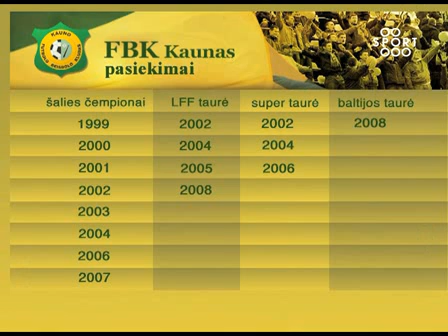 KAUNO
FBK Kaunas
pasiekimai
SPORT
šalies čempionai LFF taurė super taurė baltijos taurė
1999 2002 2002 2008
2000 2004 2004
2001 2005 2006
2002 2008
2003
2004
2006
2007